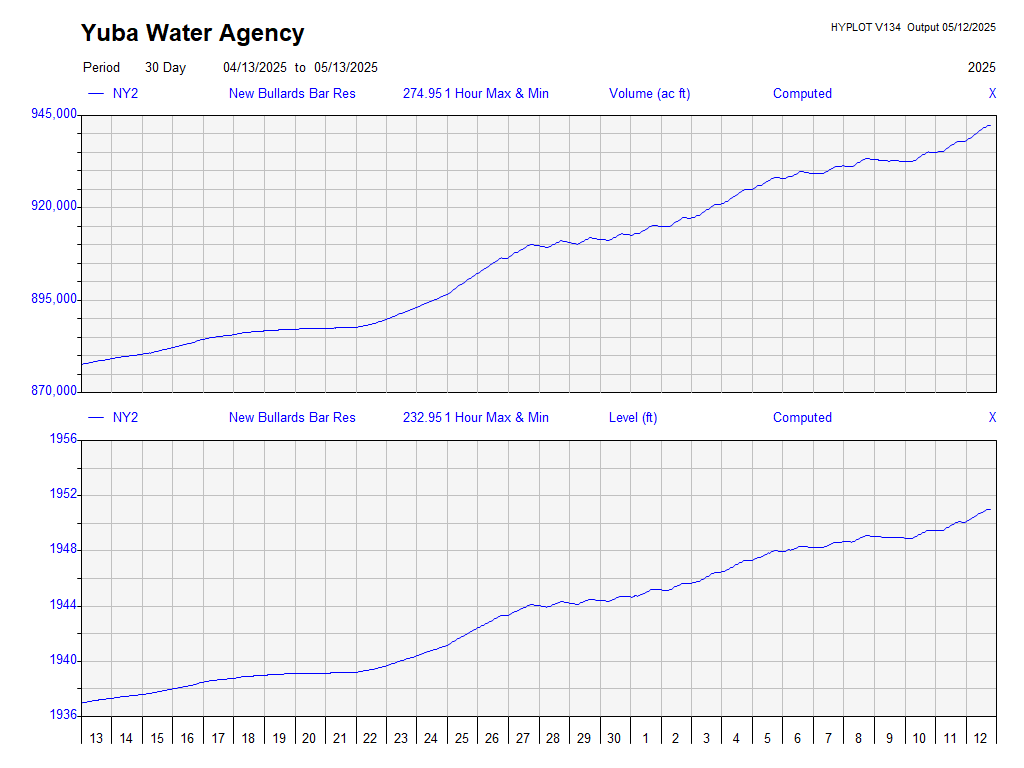 Yuba Water Agency
HYPLOT V134 Output 05/12/2025
Period 30 Day 04/13/2025 to 05/13/2025 2025
NY2 New Bullards Bar Res 274.95 1 Hour Max & Min Volume (ac ft) Computed X
945,000
920,000
895,000
870,000
NY2 New Bullards Bar Res 232.95 1 Hour Max & Min Level (ft) Computed X
1956
1952
1948
1944
1940
1936
13 14 15 16 17 18 19 20 21 22 23 24 25 26 27 28 29 30 1 2 3 4 5 6 7 8 9 10 11 12